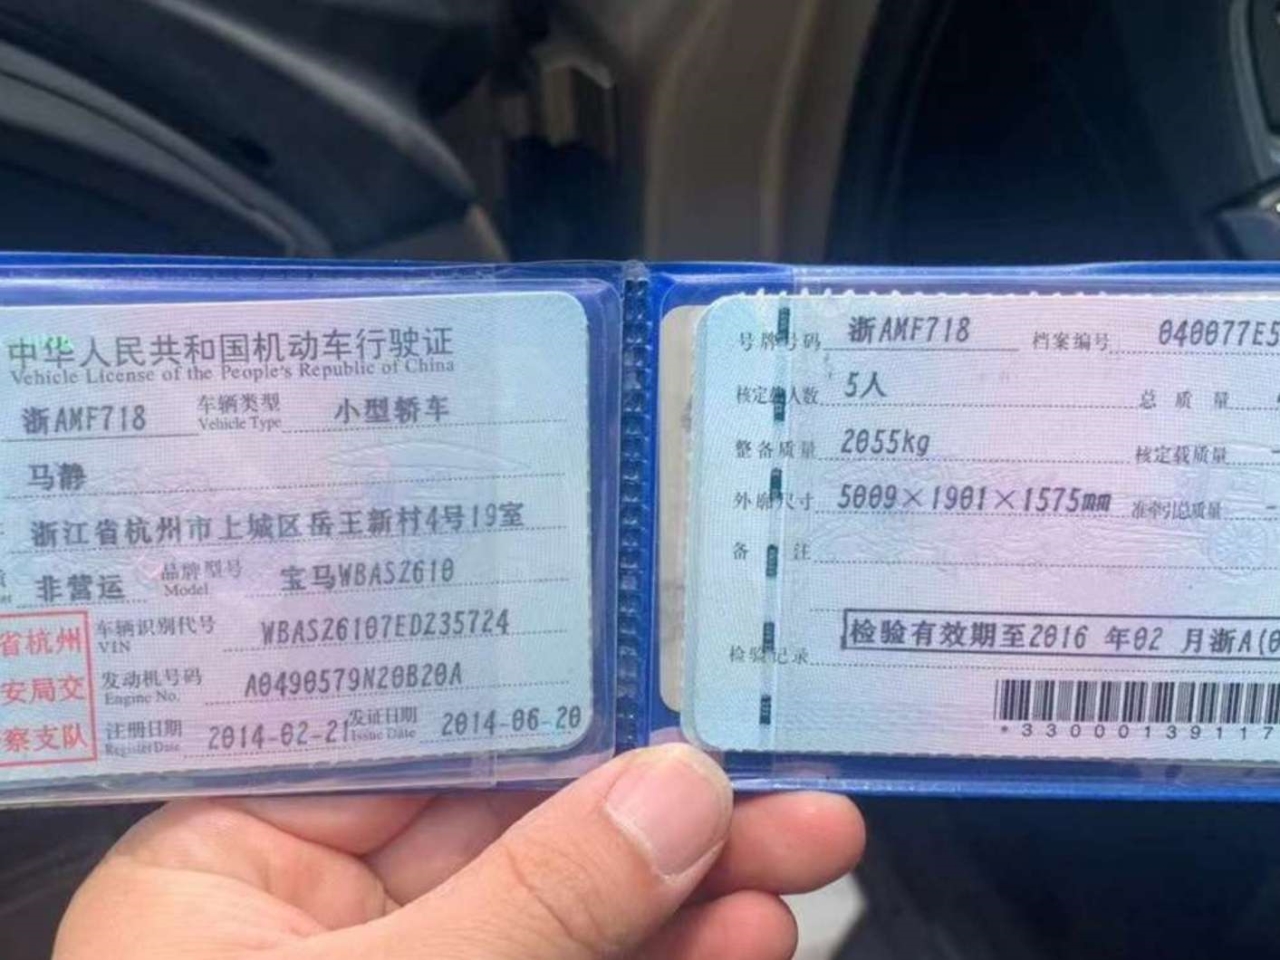 中华人民共和国机动车行驶证
Vehicle License of the People's Republic of China
浙AMF718 车辆类型 小型轿车
Vehicle Type
马静
浙江省杭州市上城区岳王新村4号19室
非营运 品牌型号 宝马WBASZ610
Model
省杭州
安局交
察支队
车辆识别代号 WBASZ6107ED235724
VIN
发动机号码 A0490579N20B20A
Engine No.
注册日期 2014-02-21 发证日期 2014-06-20
Register Date Issue Date
号牌号码 浙AMF718 档案编号 040077E5
核定载人数 5人 总质量
整备质量 2055kg 核定载质量
外廓尺寸 5009×1901×1575mm 准牵引总质量
备注
检验有效期至2016 年02 月浙A(0
检验记录
*33000139117